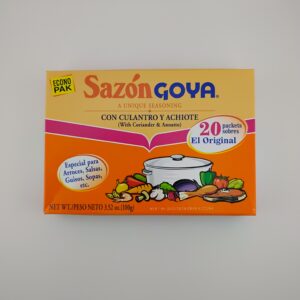 ECONO
PAK
Sazón GOYA®
A UNIQUE SEASONING
CON CULANTRO Y ACHIOTE
(With Coriander & Annatto)
20 packets
sobres
El Original
Especial para
Arroces, Salsas,
Guisos, Sopas,
etc.
NET WT./PESO NETO 3.52 oz. (100g)